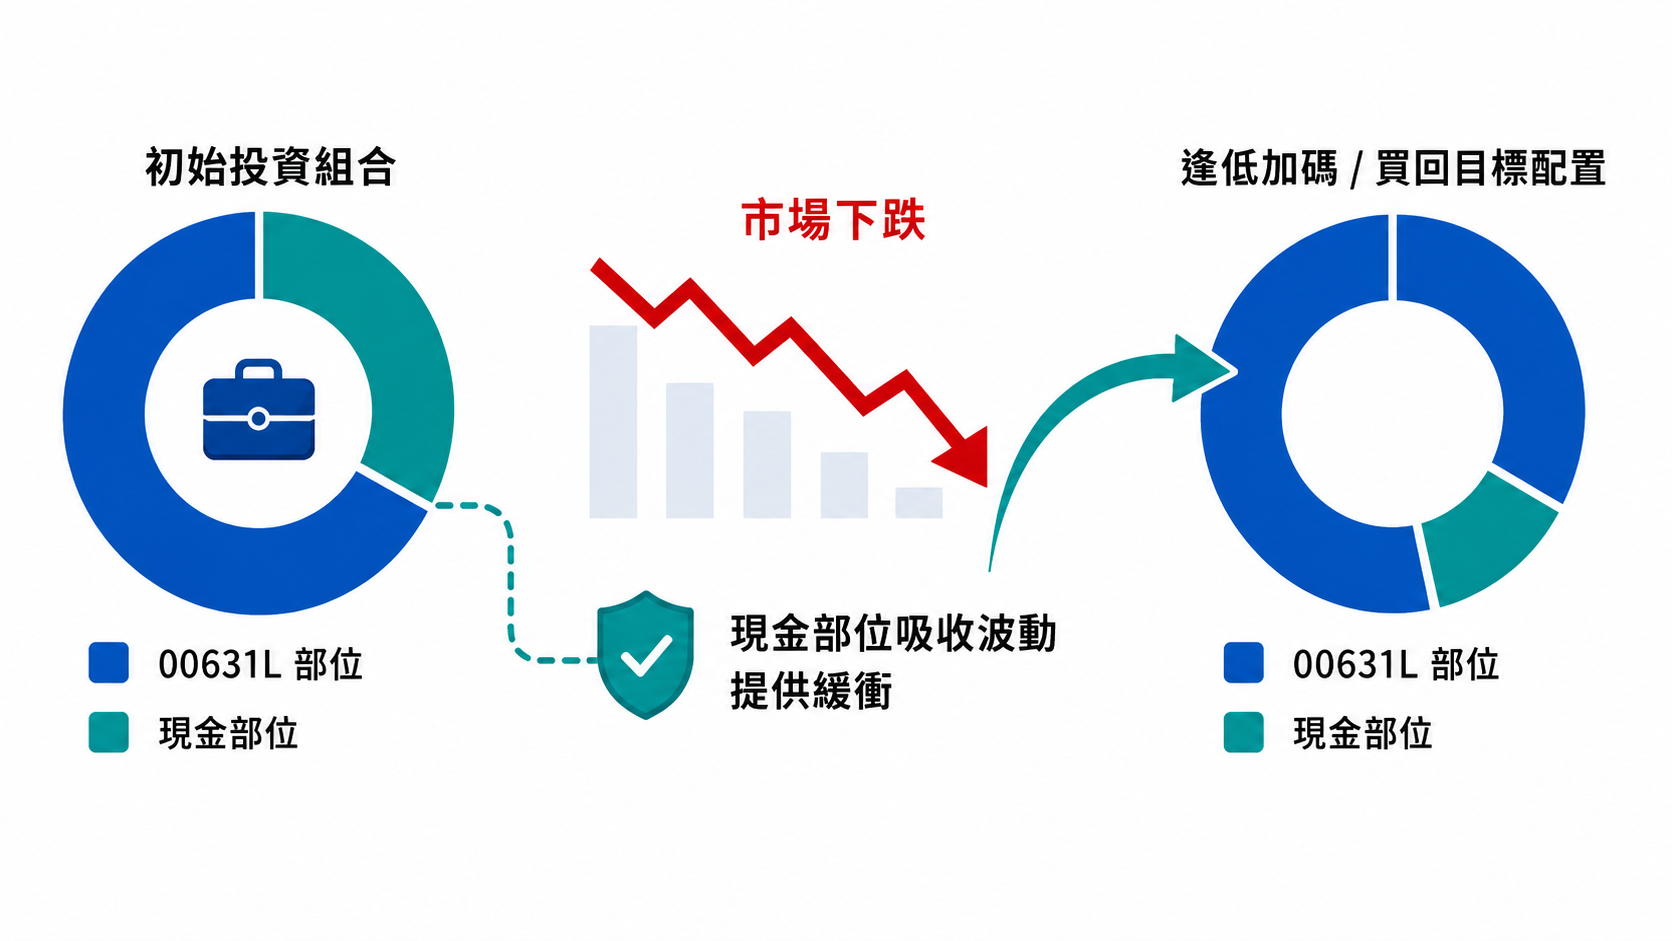 初始投資組合
00631L 部位
現金部位
市場下跌
現金部位吸收波動
提供緩衝
逢低加碼 / 買回目標配置
00631L 部位
現金部位